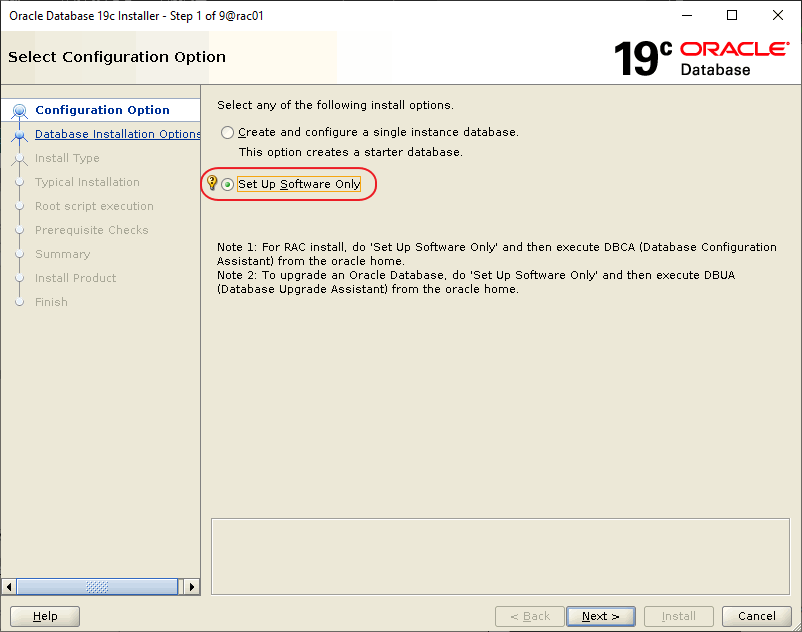 Oracle Database 19c Installer - Step 1 of 9@rac01
Select Configuration Option
19c ORACLE
Database
Configuration Option
Database Installation Options
Install Type
Typical Installation
Root script execution
Prerequisite Checks
Summary
Install Product
Finish
Select any of the following install options.
Create and configure a single instance database.
This option creates a starter database.
Set Up Software Only
Note 1: For RAC install, do 'Set Up Software Only' and then execute DBCA (Database Configuration
Assistant) from the oracle home.
Note 2: To upgrade an Oracle Database, do 'Set Up Software Only' and then execute DBUA
(Database Upgrade Assistant) from the oracle home.
Help
< Back
Next >
Install
Cancel